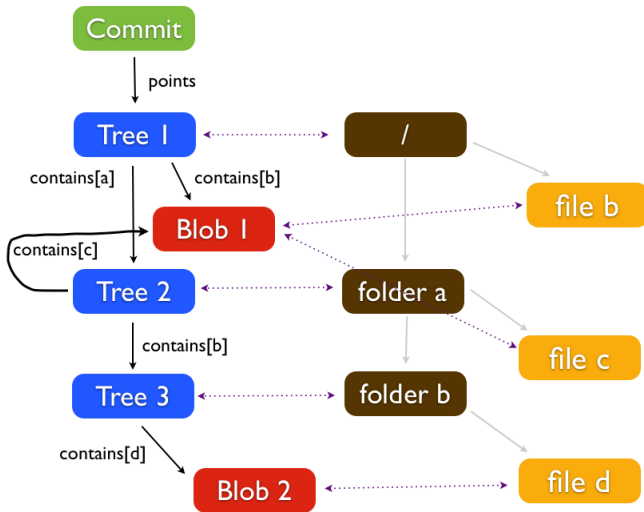 Commit
points
Tree 1
/
contains[a]
contains[b]
file b
Blob 1
contains[c]
Tree 2
folder a
contains[b]
file c
Tree 3
folder b
contains[d]
Blob 2
file d